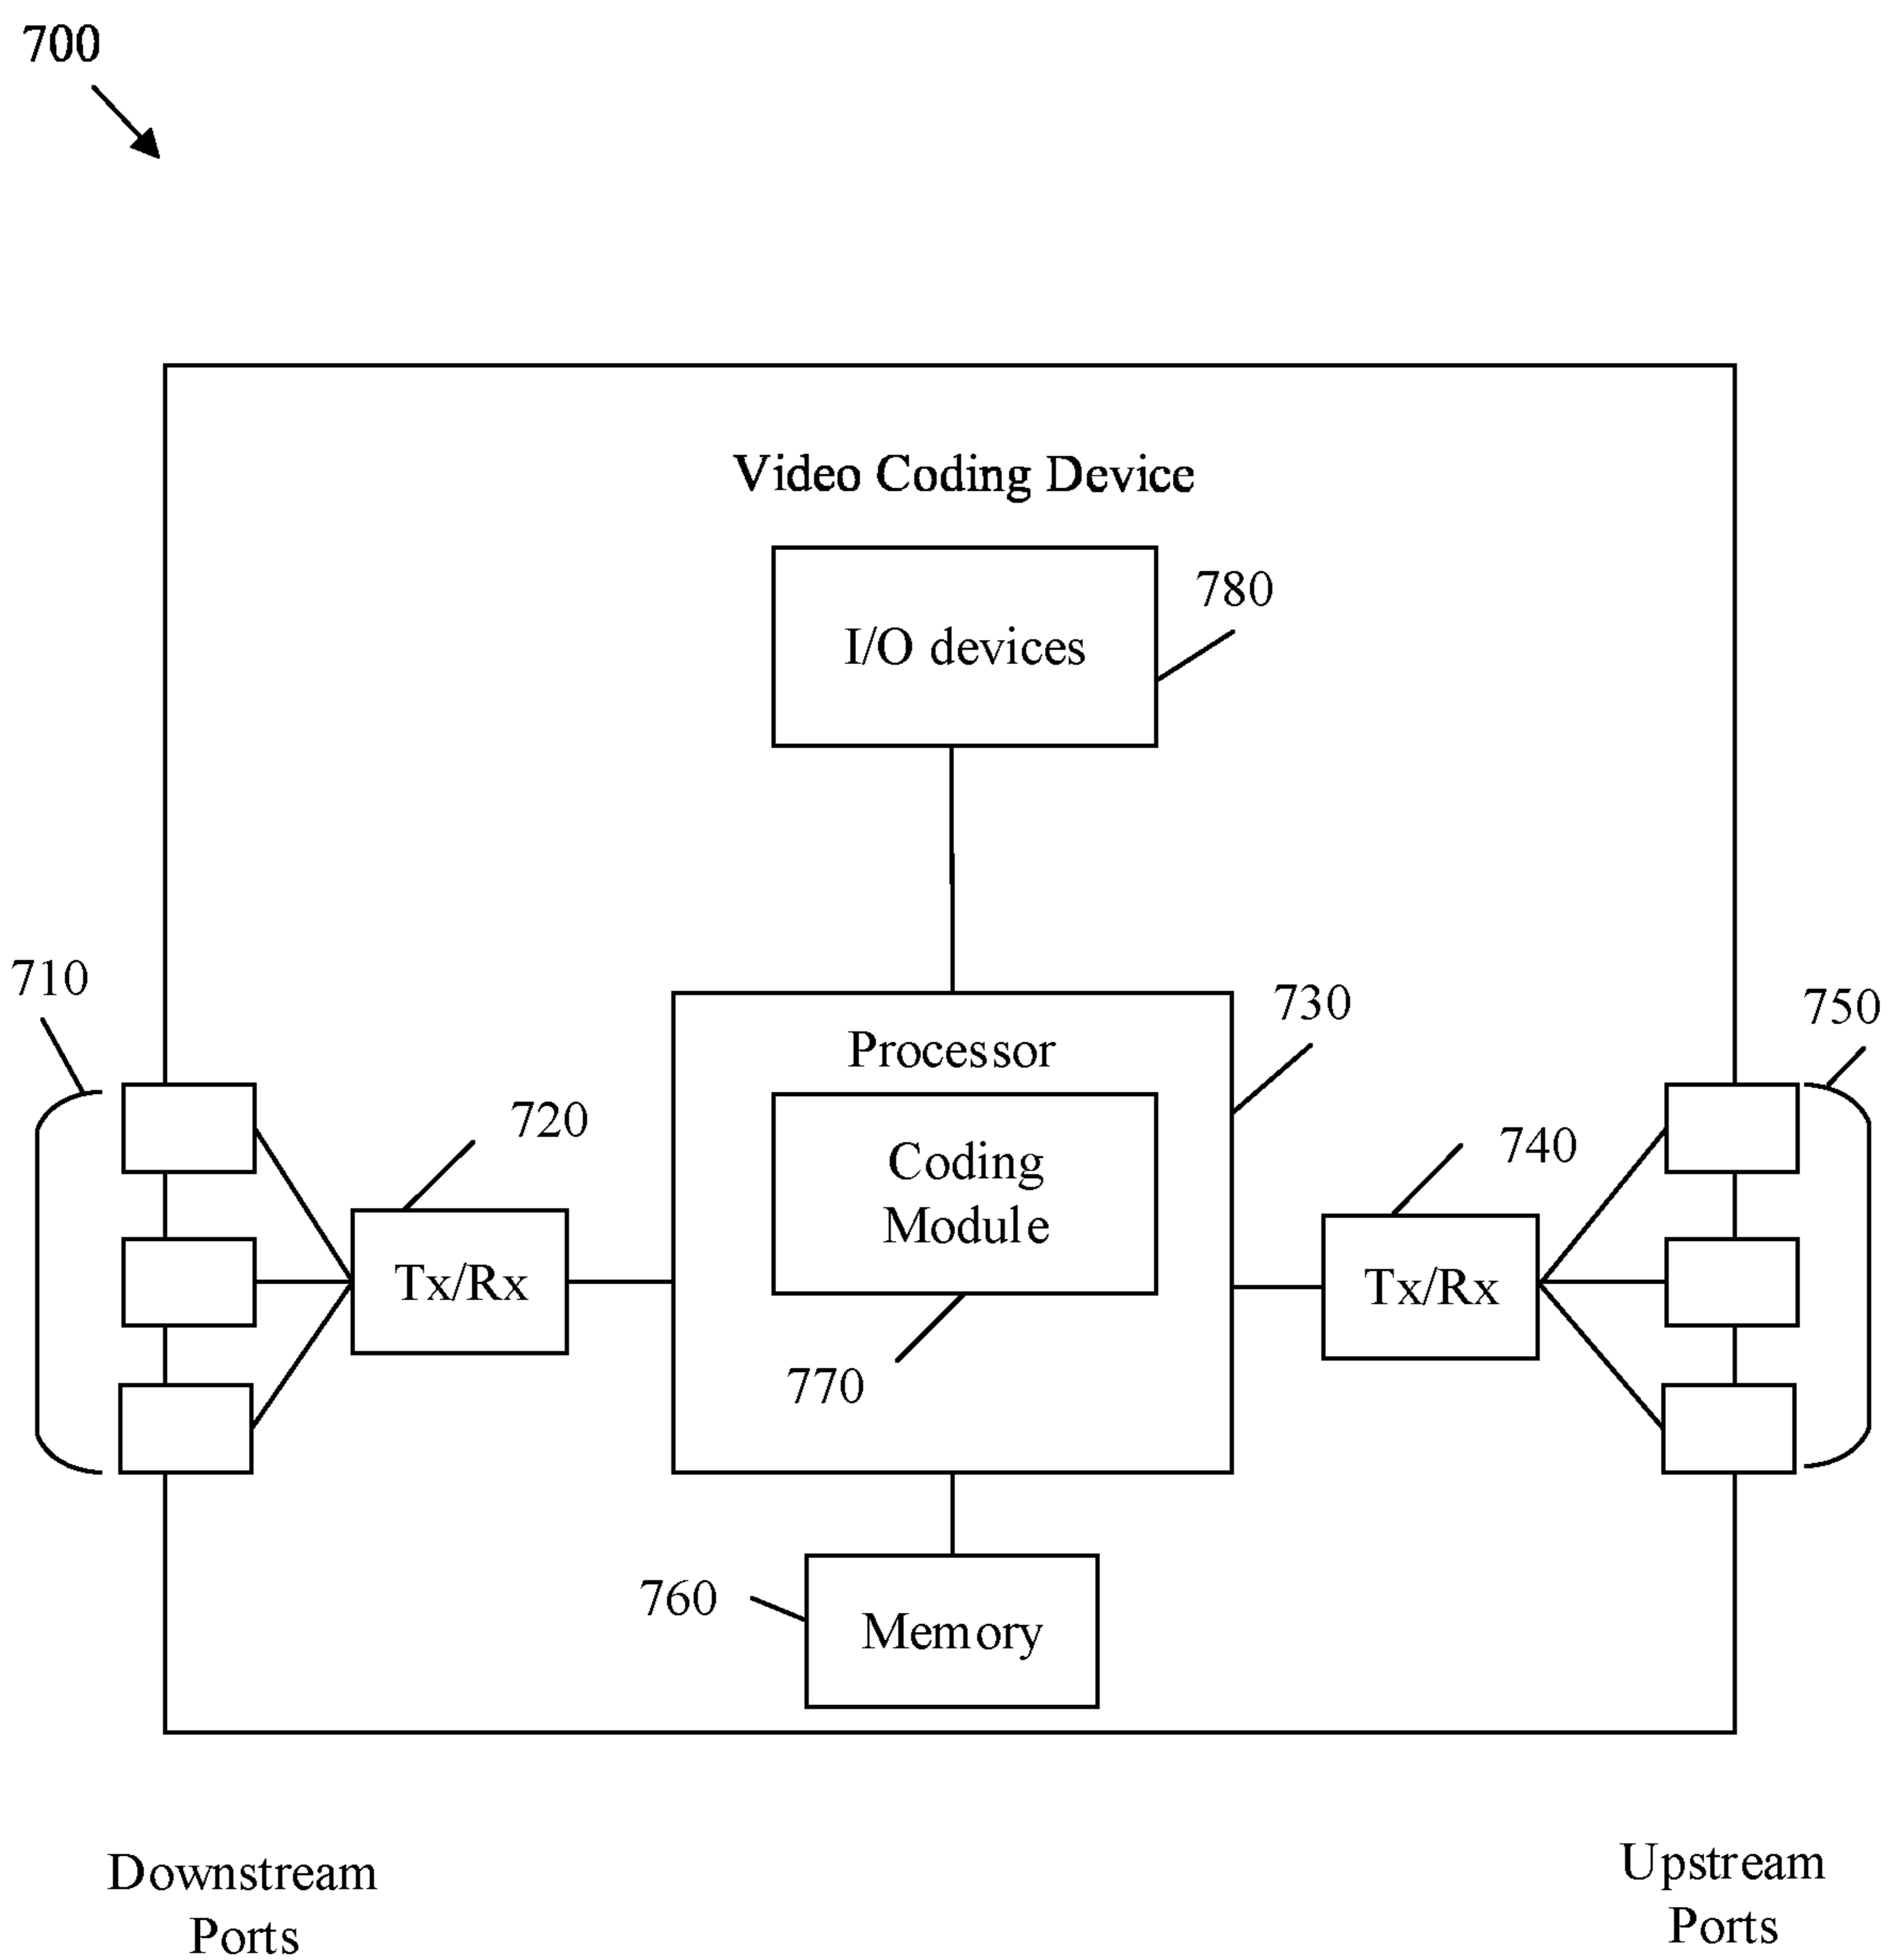 700
Video Coding Device
I/O devices
780
710
730
750
Processor
720
740
Coding
Module
Tx/Rx
Tx/Rx
770
760
Memory
Downstream
Ports
Upstream
Ports